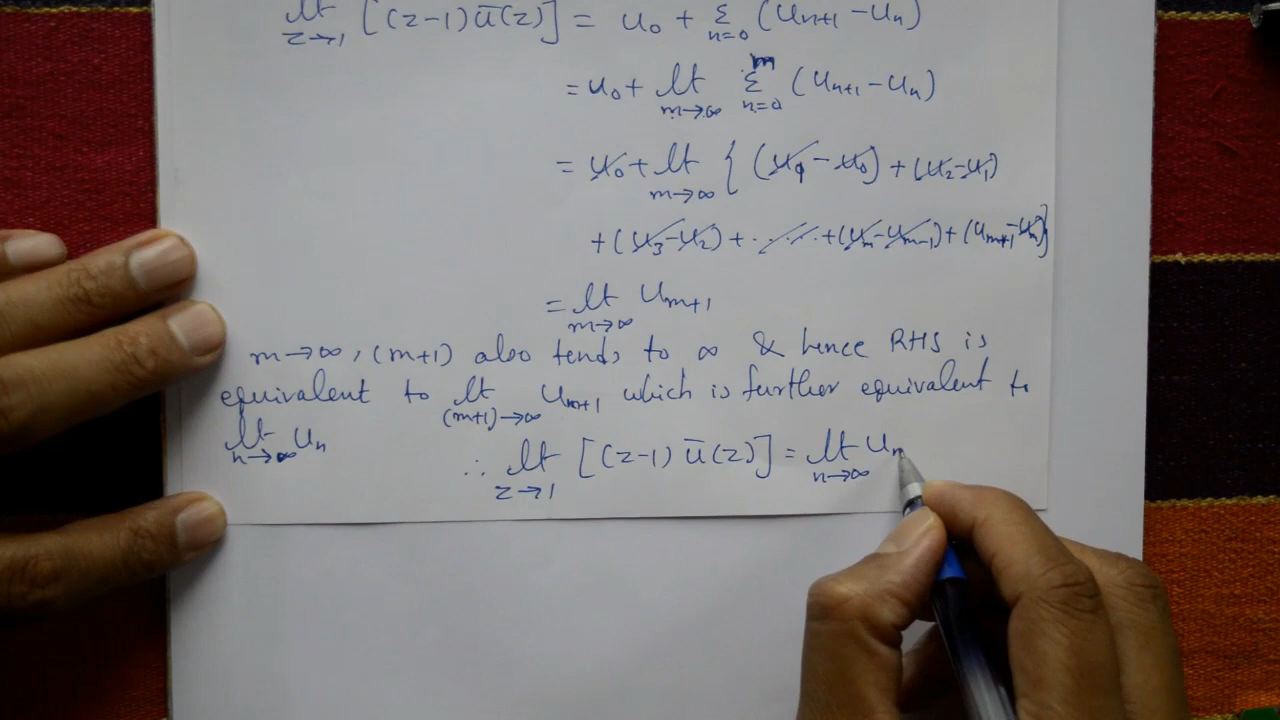 lt z→1 [(z-1) ū(z)] = u₀ + Σ n=0 (uₙ₊₁ - uₙ)
= u₀ + lt m→∞ Σ n=0 m (uₙ₊₁ - uₙ)
= u₀ + lt m→∞ { (u₁ - u₀) + (u₂ - u₁)
+ (u₃ - u₂) + ..... + (uₘ - uₘ₋₁) + (uₘ₊₁ - uₘ)}
= lt m→∞ uₘ₊₁
m→∞, (m+1) also tends to ∞ & hence RHS is
equivalent to lt (m+1)→∞ uₘ₊₁ which is further equivalent to
lt n→∞ uₙ
∴ lt z→1 [(z-1) ū(z)] = lt n→∞ uₙ